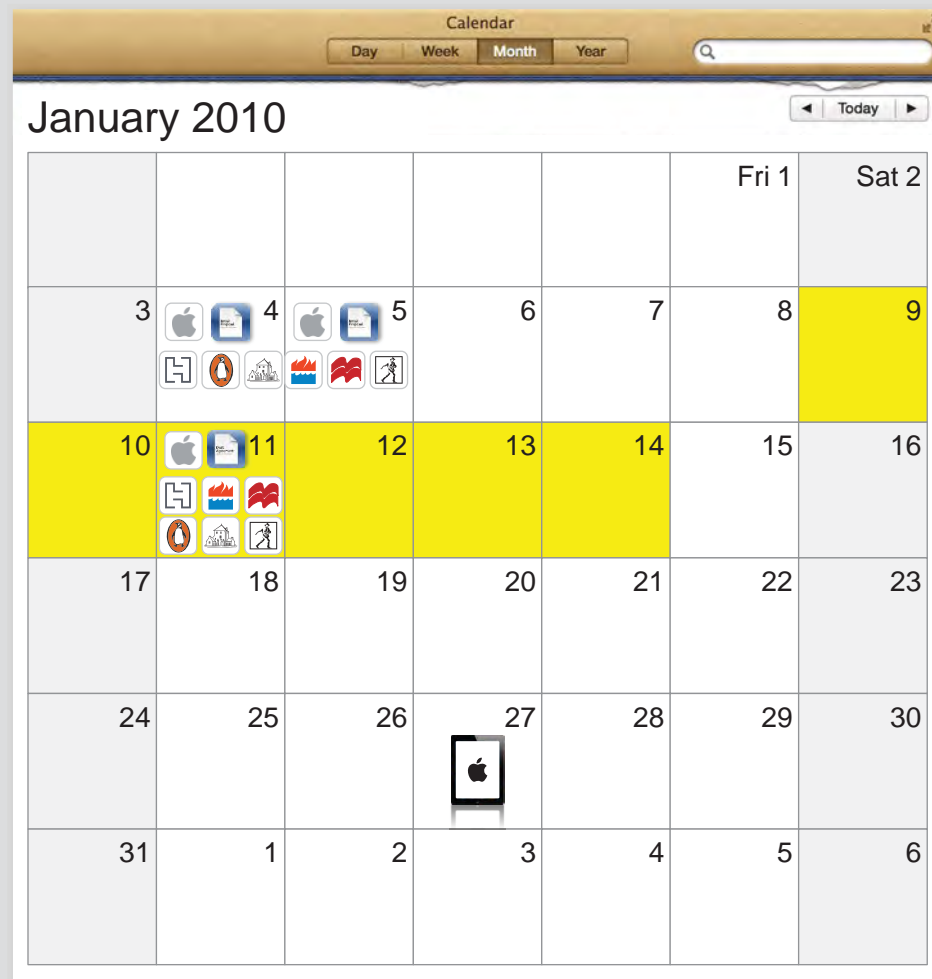 Calendar
Day Week Month Year
January 2010
Today
Fri 1 Sat 2
3 4 5 6 7 8 9
10 11 12 13 14 15 16
17 18 19 20 21 22 23
24 25 26 27 28 29 30
31 1 2 3 4 5 6